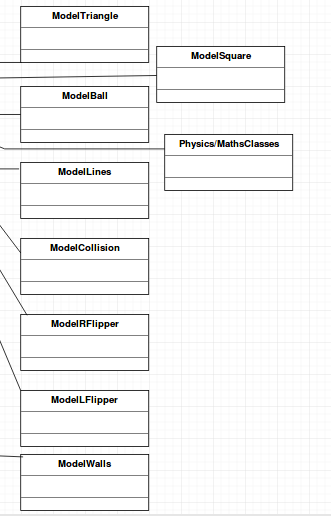 ModelTriangle
ModelSquare
ModelBall
Physics/MathsClasses
ModelLines
ModelCollision
ModelRFlipper
ModelLFlipper
ModelWalls